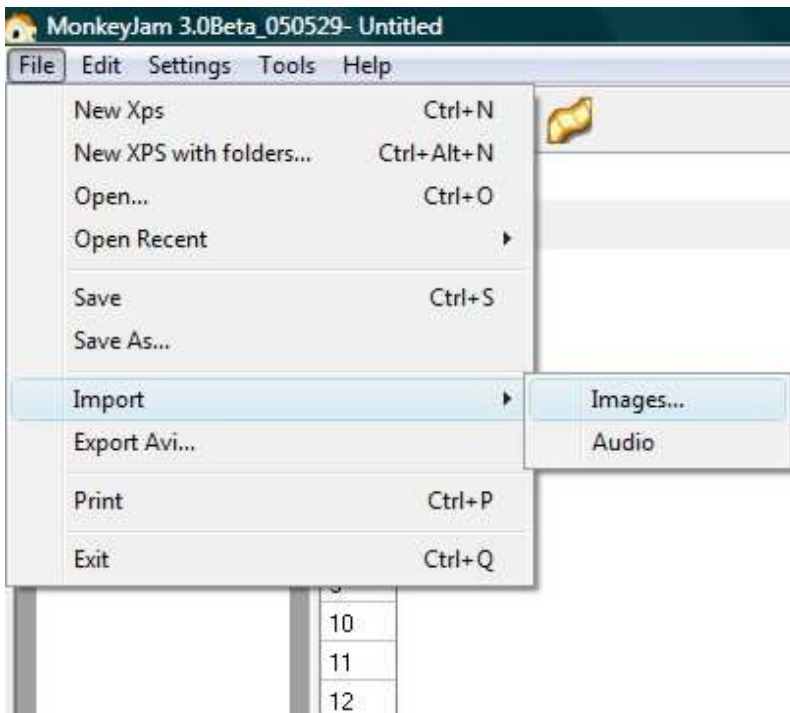 MonkeyJam 3.0Beta_050529- Untitled
File Edit Settings Tools Help
New Xps Ctrl+N
New XPS with folders... Ctrl+Alt+N
Open... Ctrl+O
Open Recent
Save Ctrl+S
Save As...
Import
Images...
Export Avi...
Audio
Print Ctrl+P
Exit Ctrl+Q
10
11
12